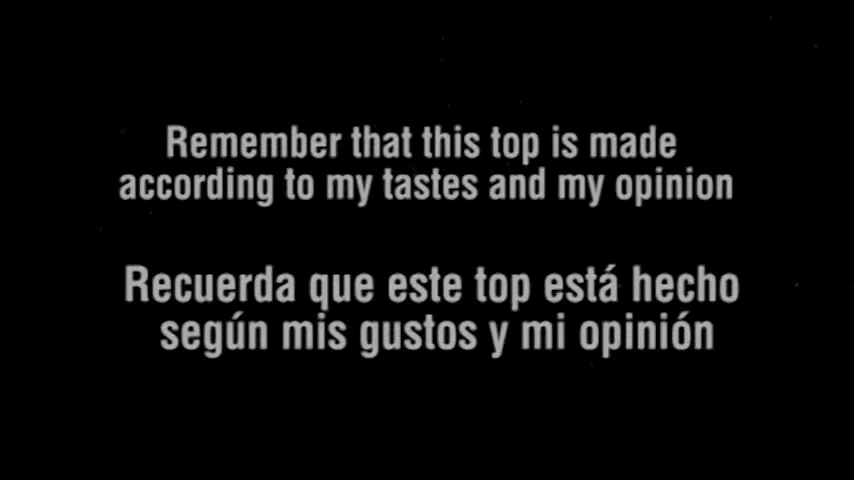 Remember that this top is made
according to my tastes and my opinion
Recuerda que este top está hecho
según mis gustos y mi opinión